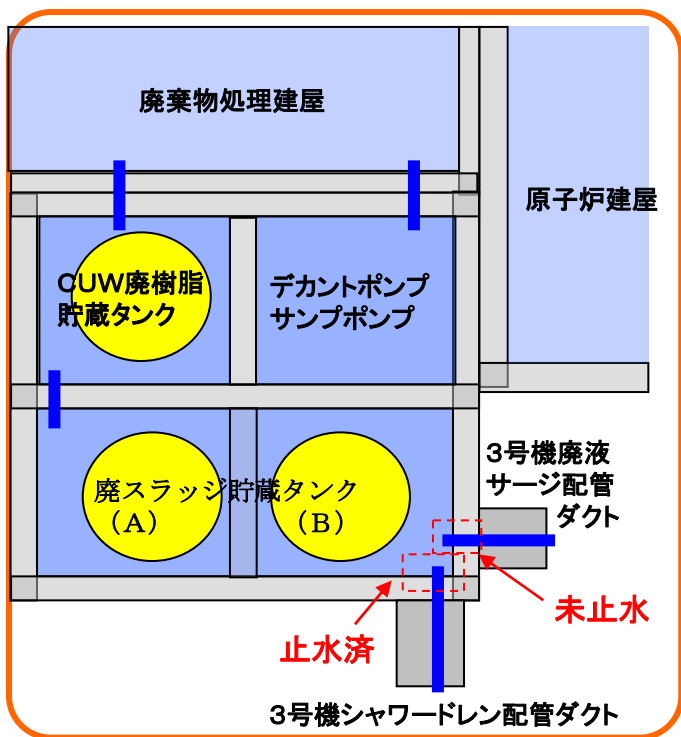 廃棄物処理建屋
原子炉建屋
CUW廃樹脂
貯蔵タンク
デカントポンプ
サンプポンプ
3号機廃液
サージ配管
ダクト
廃スラッジ貯蔵タンク
（A）
（B）
未止水
止水済
3号機シャワードレン配管ダクト